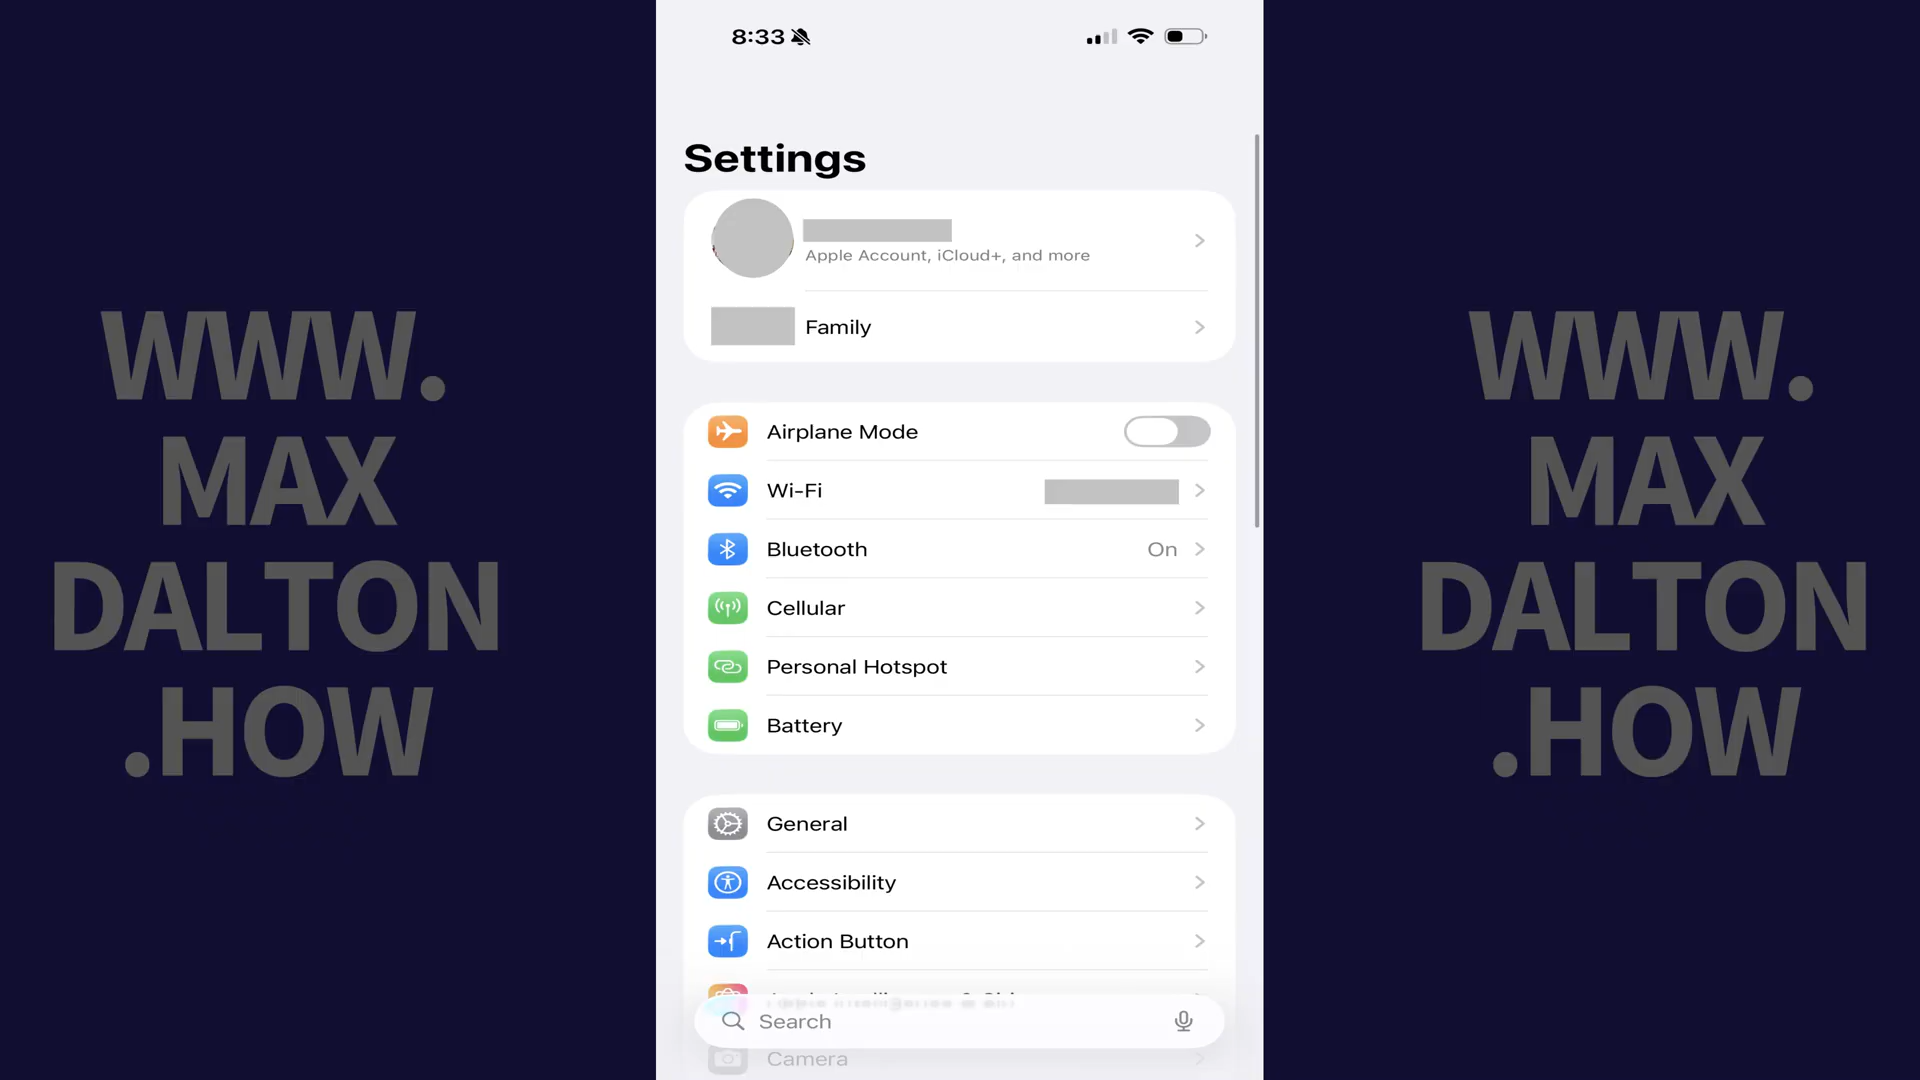 8:33
Settings
Apple Account, iCloud+, and more
Family
Airplane Mode
Wi-Fi
Bluetooth On
Cellular
Personal Hotspot
Battery
General
Accessibility
Action Button
Search
Camera
WWW.
MAX
DALTON
.HOW
WWW.
MAX
DALTON
.HOW